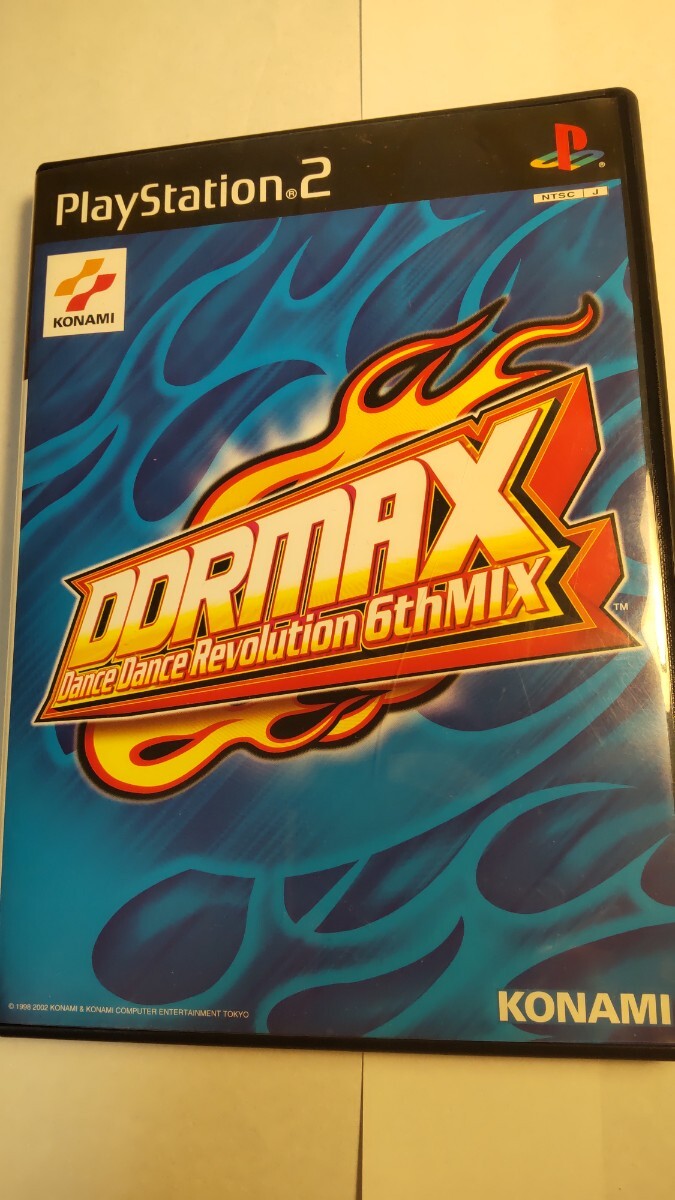 PlayStation®2
®
NTSC J
KONAMI
DDRMAX
Dance Dance Revolution 6thMIX
TM
© 1998 2002 KONAMI & KONAMI COMPUTER ENTERTAINMENT TOKYO
KONAMI